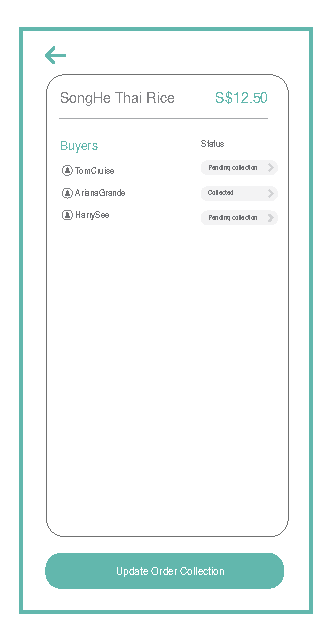 SongHe Thai Rice S$12.50
Buyers Status
TomCruise Pending collection
ArianaGrande Collected
HarrySee Pending collection
Update Order Collection